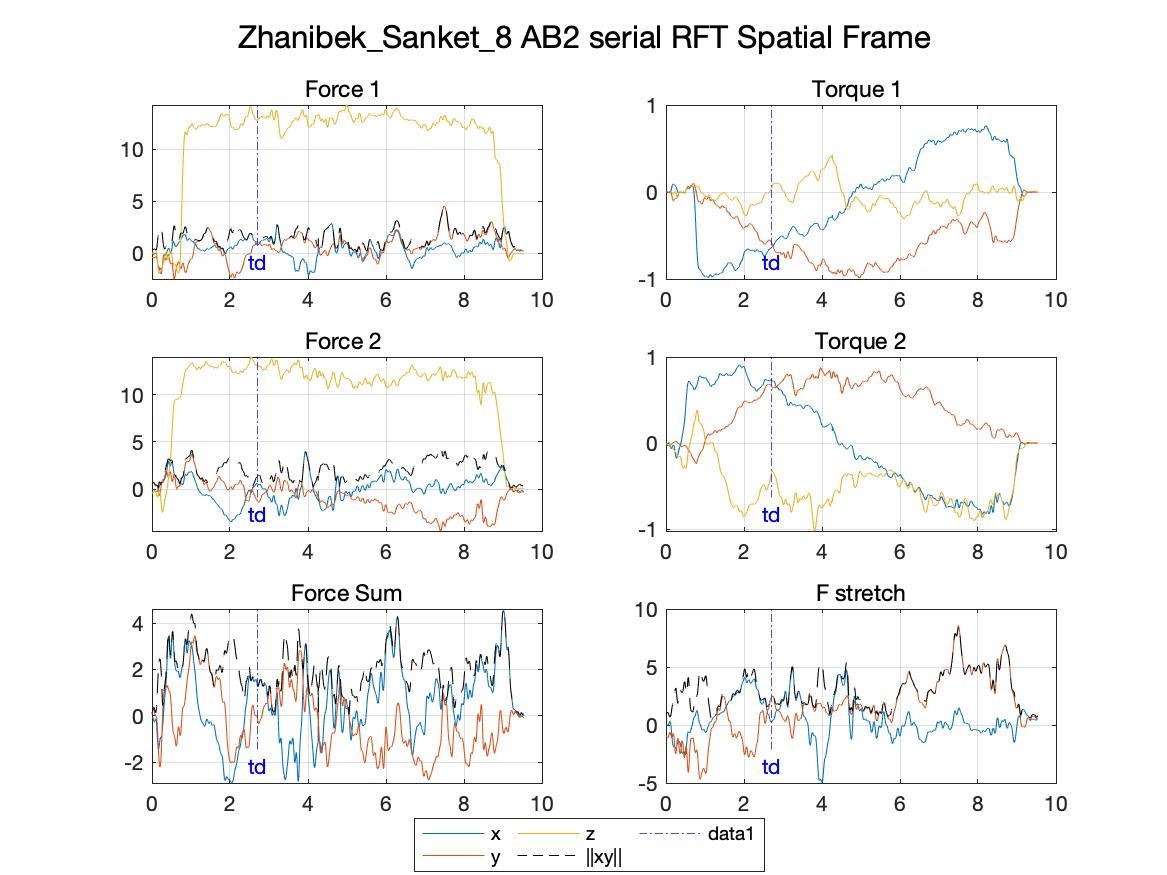 Zhanibek_Sanket_8 AB2 serial RFT Spatial Frame
Force 1
10
5
0
td
0 2 4 6 8 10
Torque 1
1
0
-1
td
0 2 4 6 8 10
Force 2
10
5
0
td
0 2 4 6 8 10
Torque 2
1
0
-1
td
0 2 4 6 8 10
Force Sum
4
2
0
-2
td
0 2 4 6 8 10
F stretch
10
5
0
-5
td
0 2 4 6 8 10
x z data1
y ||xy||